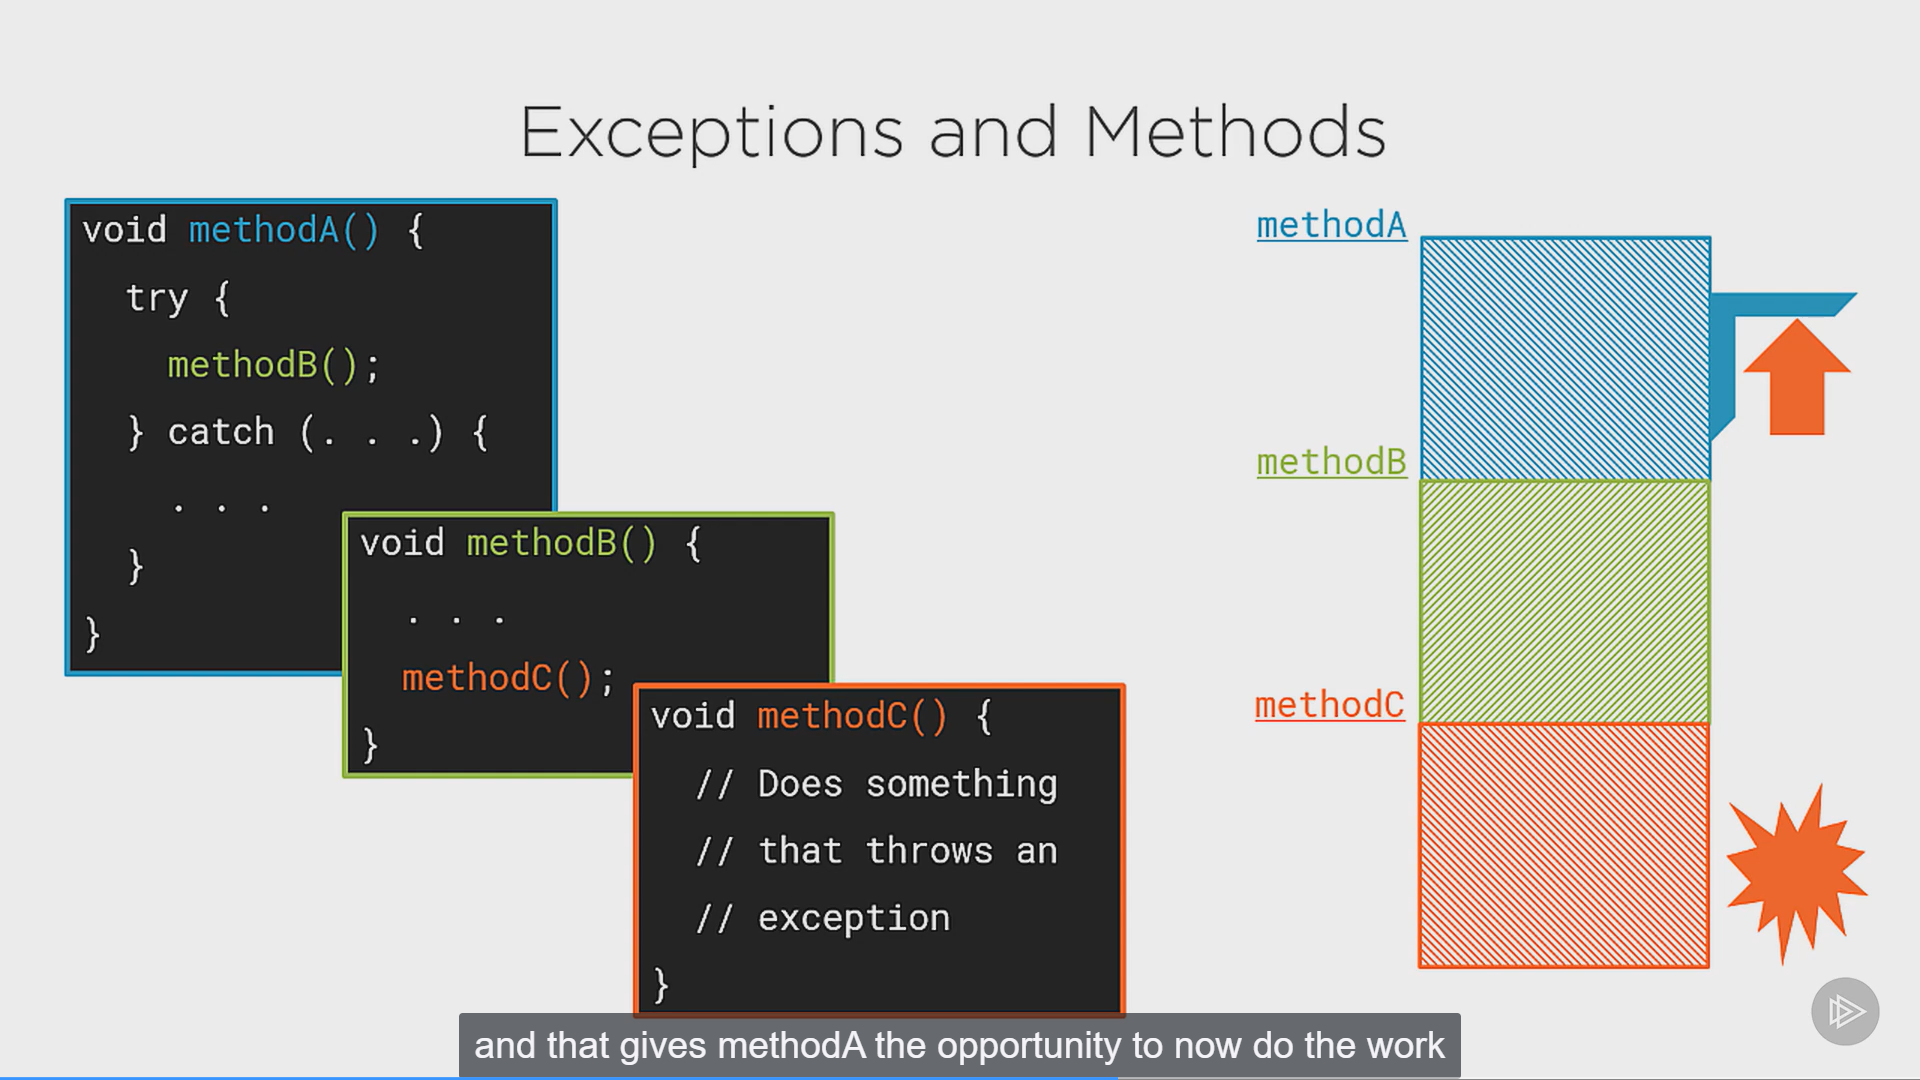 Exceptions and Methods
void methodA() {
try {
methodB();
} catch (. . .) {
. . .
}
}
void methodB() {
. . .
methodC();
}
void methodC() {
// Does something
// that throws an
// exception
}
methodA
methodB
methodC
and that gives methodA the opportunity to now do the work